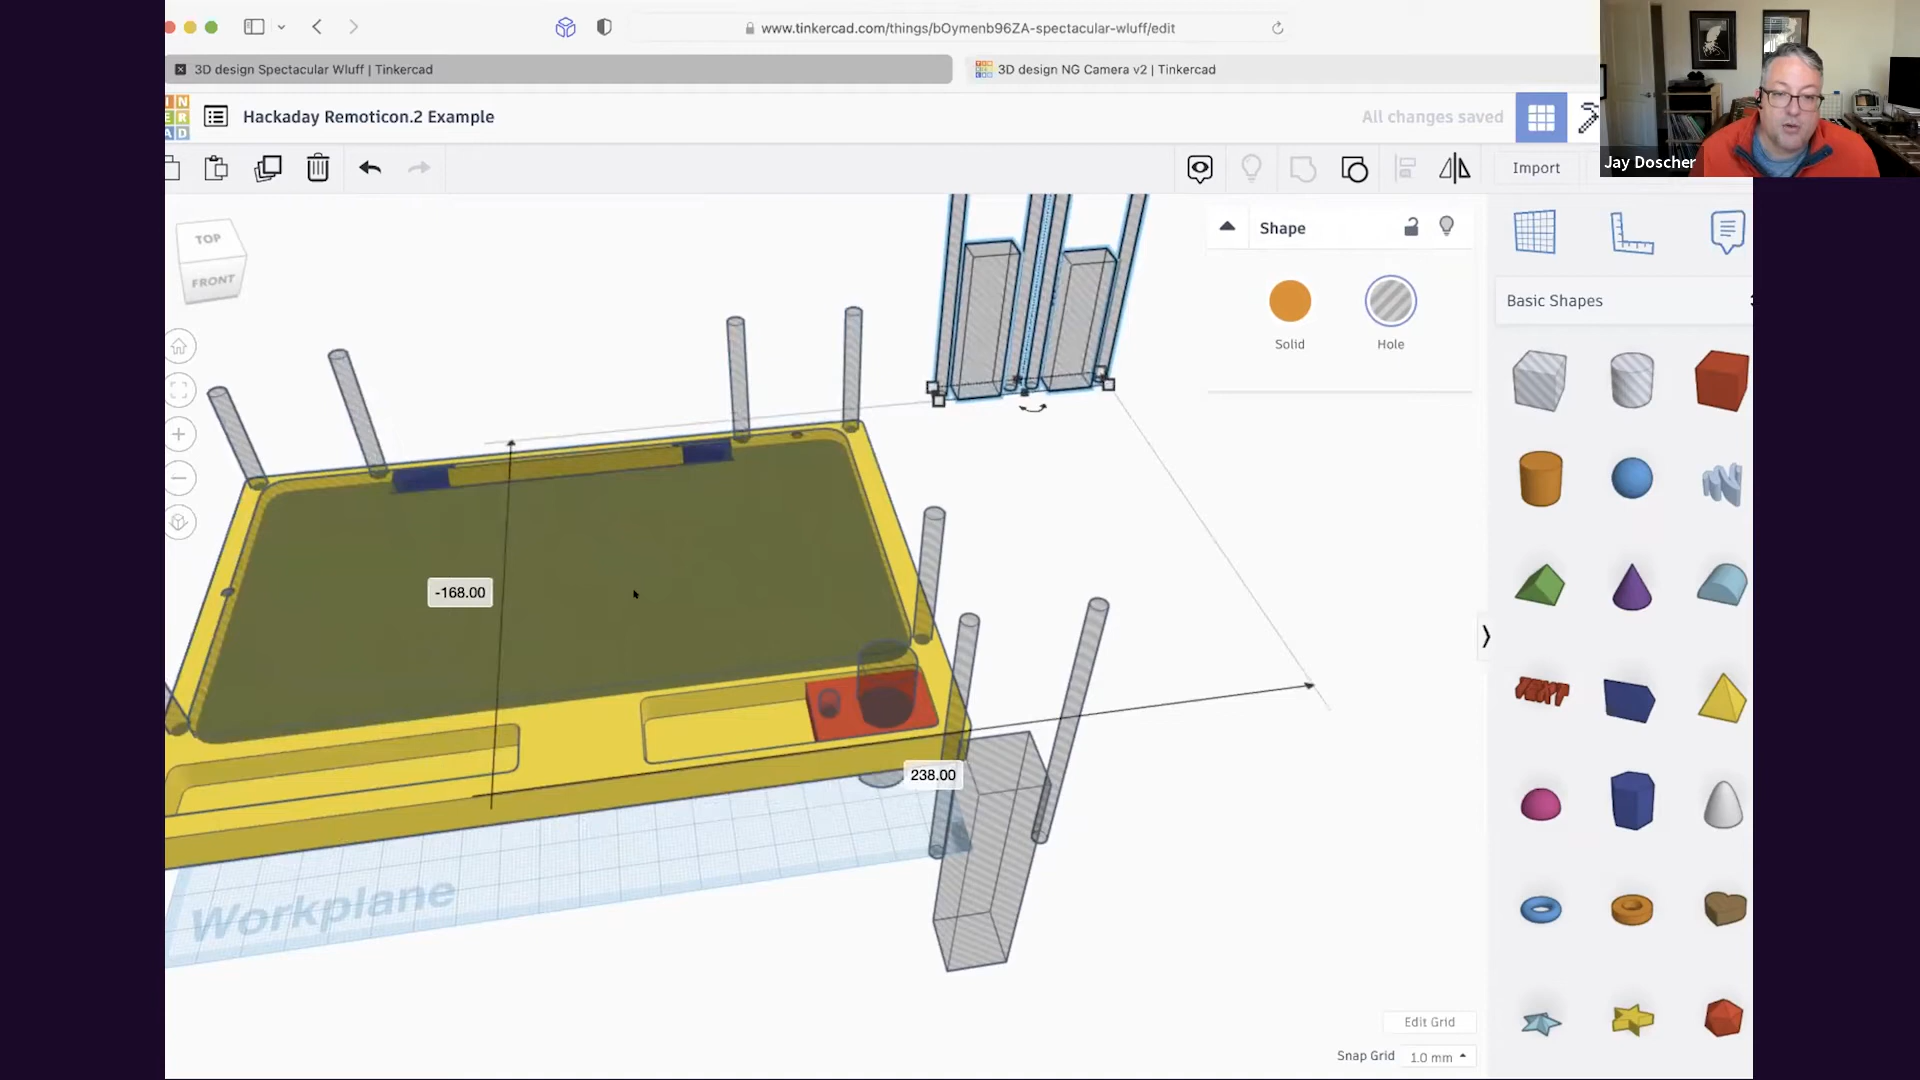 www.tinkercad.com/things/bOymenb96ZA-spectacular-wluff/edit
3D design Spectacular Wluff | Tinkercad
3D design NG Camera v2 | Tinkercad
Hackaday Remoticon.2 Example
All changes saved
Jay Doscher
Import
TOP
FRONT
Shape
Solid
Hole
Basic Shapes
-168.00
238.00
Workplane
TEXT
Edit Grid
Snap Grid
1.0 mm